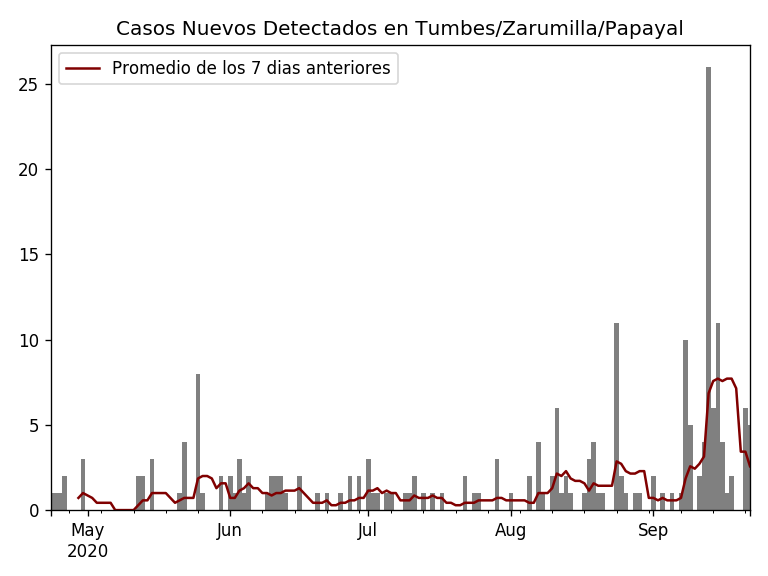 Casos Nuevos Detectados en Tumbes/Zarumilla/Papayal
Promedio de los 7 dias anteriores
25
20
15
10
5
0
May Jun Jul Aug Sep
2020